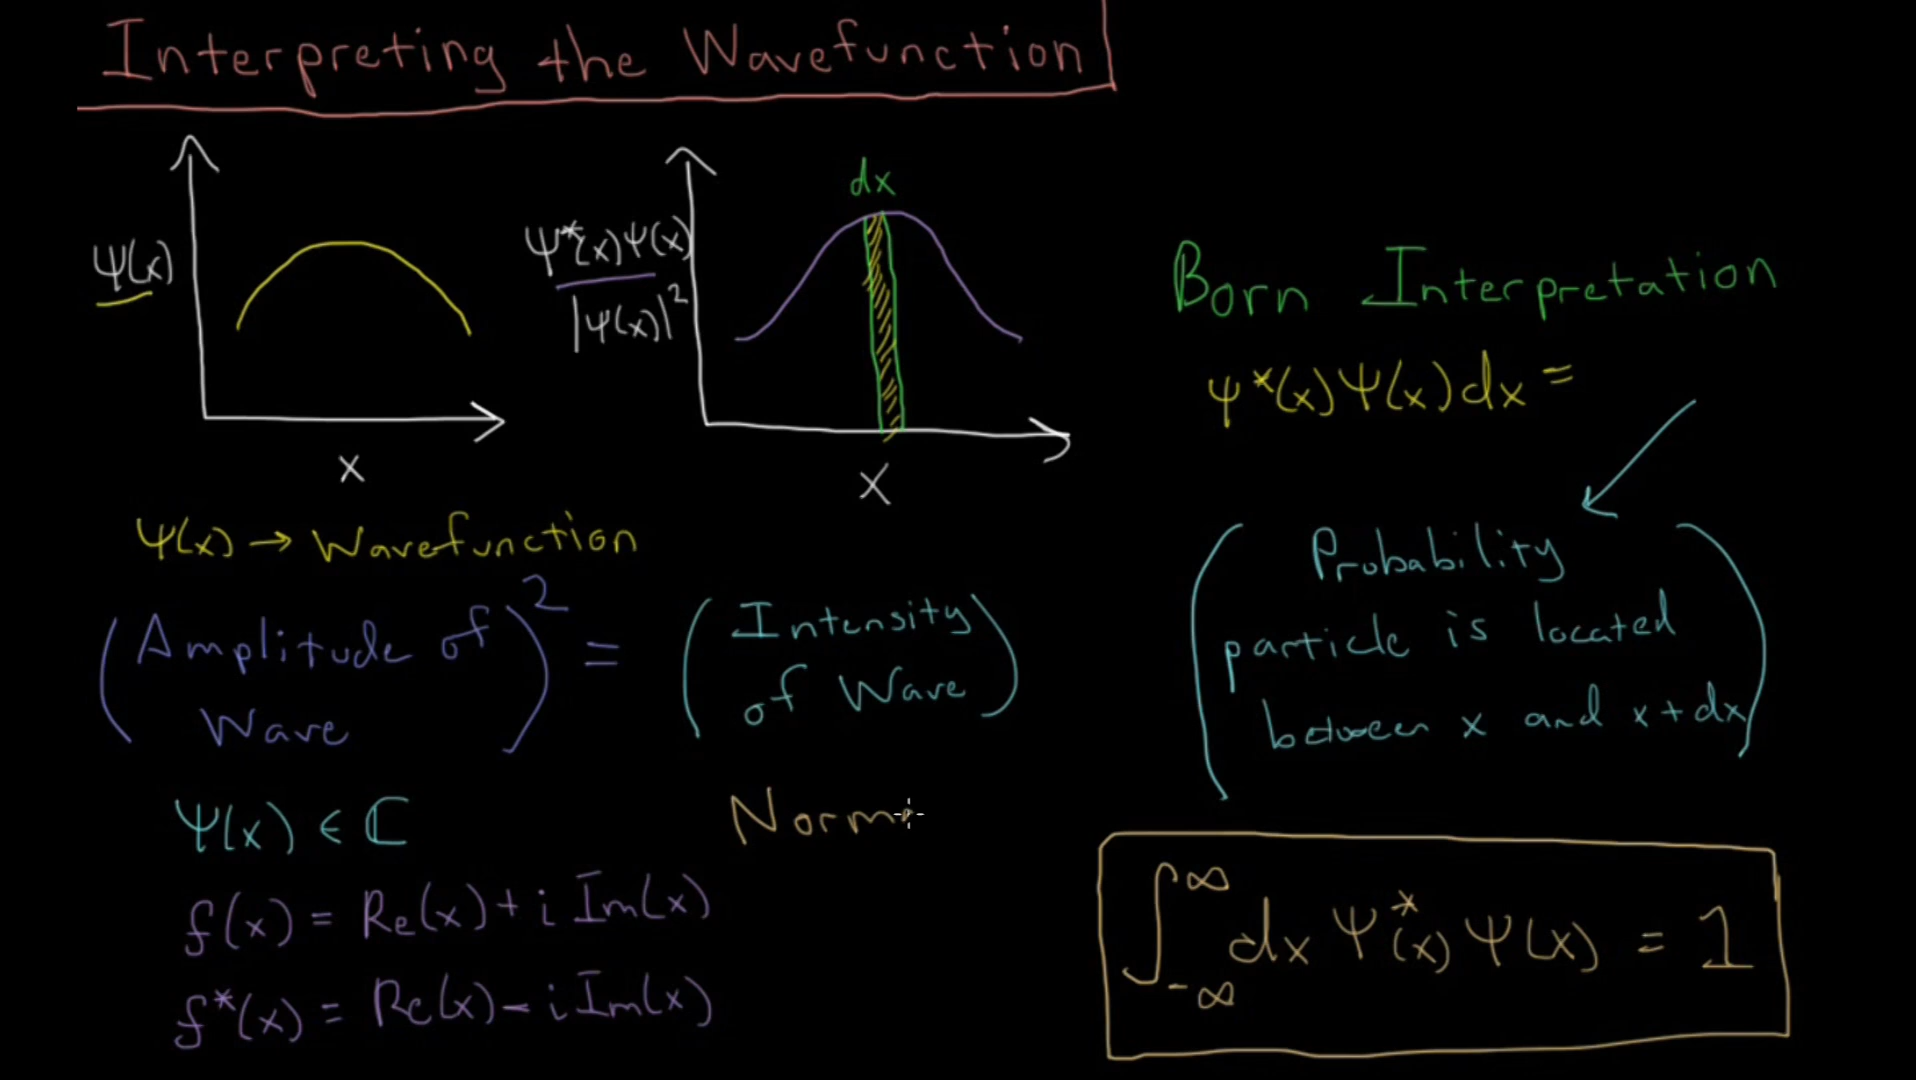 Interpreting the Wavefunction
Ψ(x)
x
Ψ*(x)Ψ(x)
|Ψ(x)|²
dx
x
Born Interpretation
Ψ*(x)Ψ(x)dx =
(Probability
particle is located
between x and x+dx)
Ψ(x) → Wavefunction
(Amplitude of
Wave)² = (Intensity
of Wave)
Ψ(x) ∈ ℂ
f(x) = Re(x) + i Im(x)
f*(x) = Re(x) - i Im(x)
Norm
∫_{-∞}^{∞} dx Ψ*(x) Ψ(x) = 1